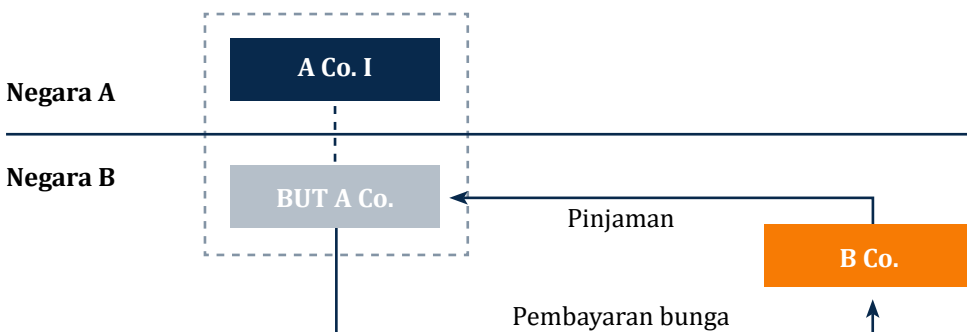 A Co. I
Negara A
Negara B
BUT A Co.
Pinjaman
B Co.
Pembayaran bunga